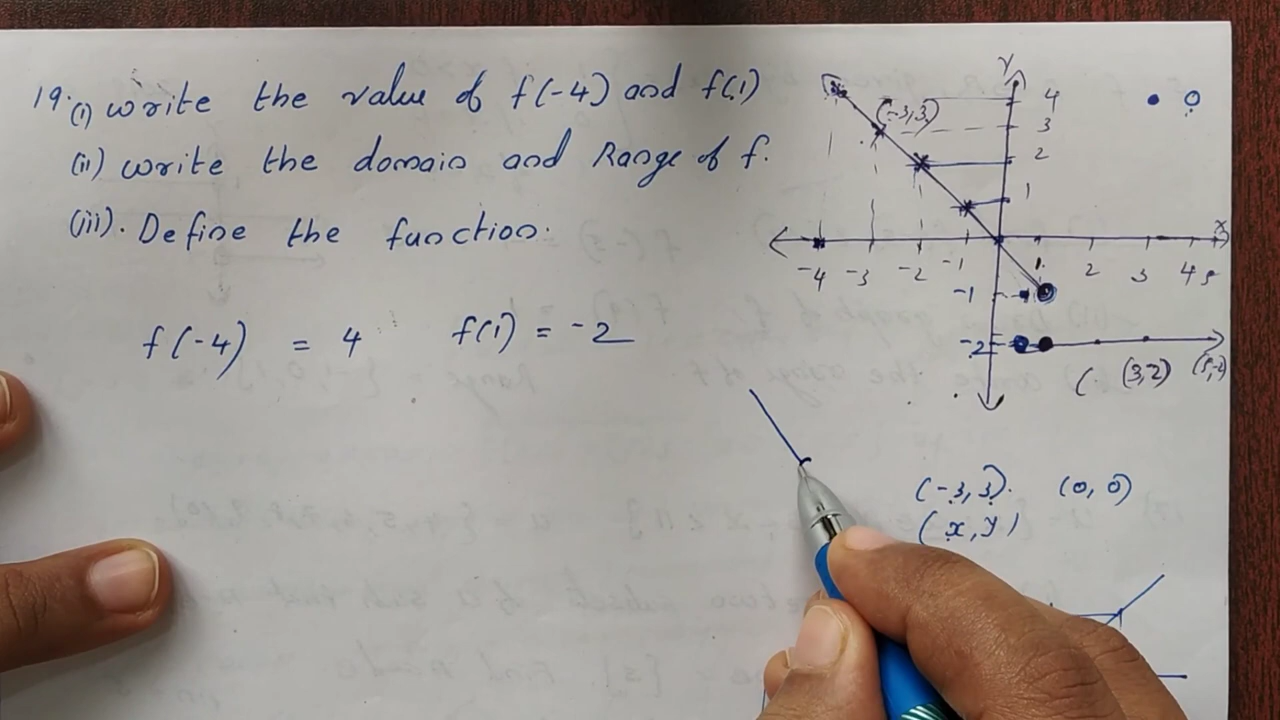 19.(i) Write the value of f(-4) and f(1)
(ii) Write the domain and Range of f.
(iii). Define the function.
f(-4) = 4 f(1) = -2
Y
4
(-3,3)
3
2
1
X
-4 -3 -2 -1 1 2 3 4 5
-1
-2
(3,-2)
(-3,3). (0,0)
(x,y)